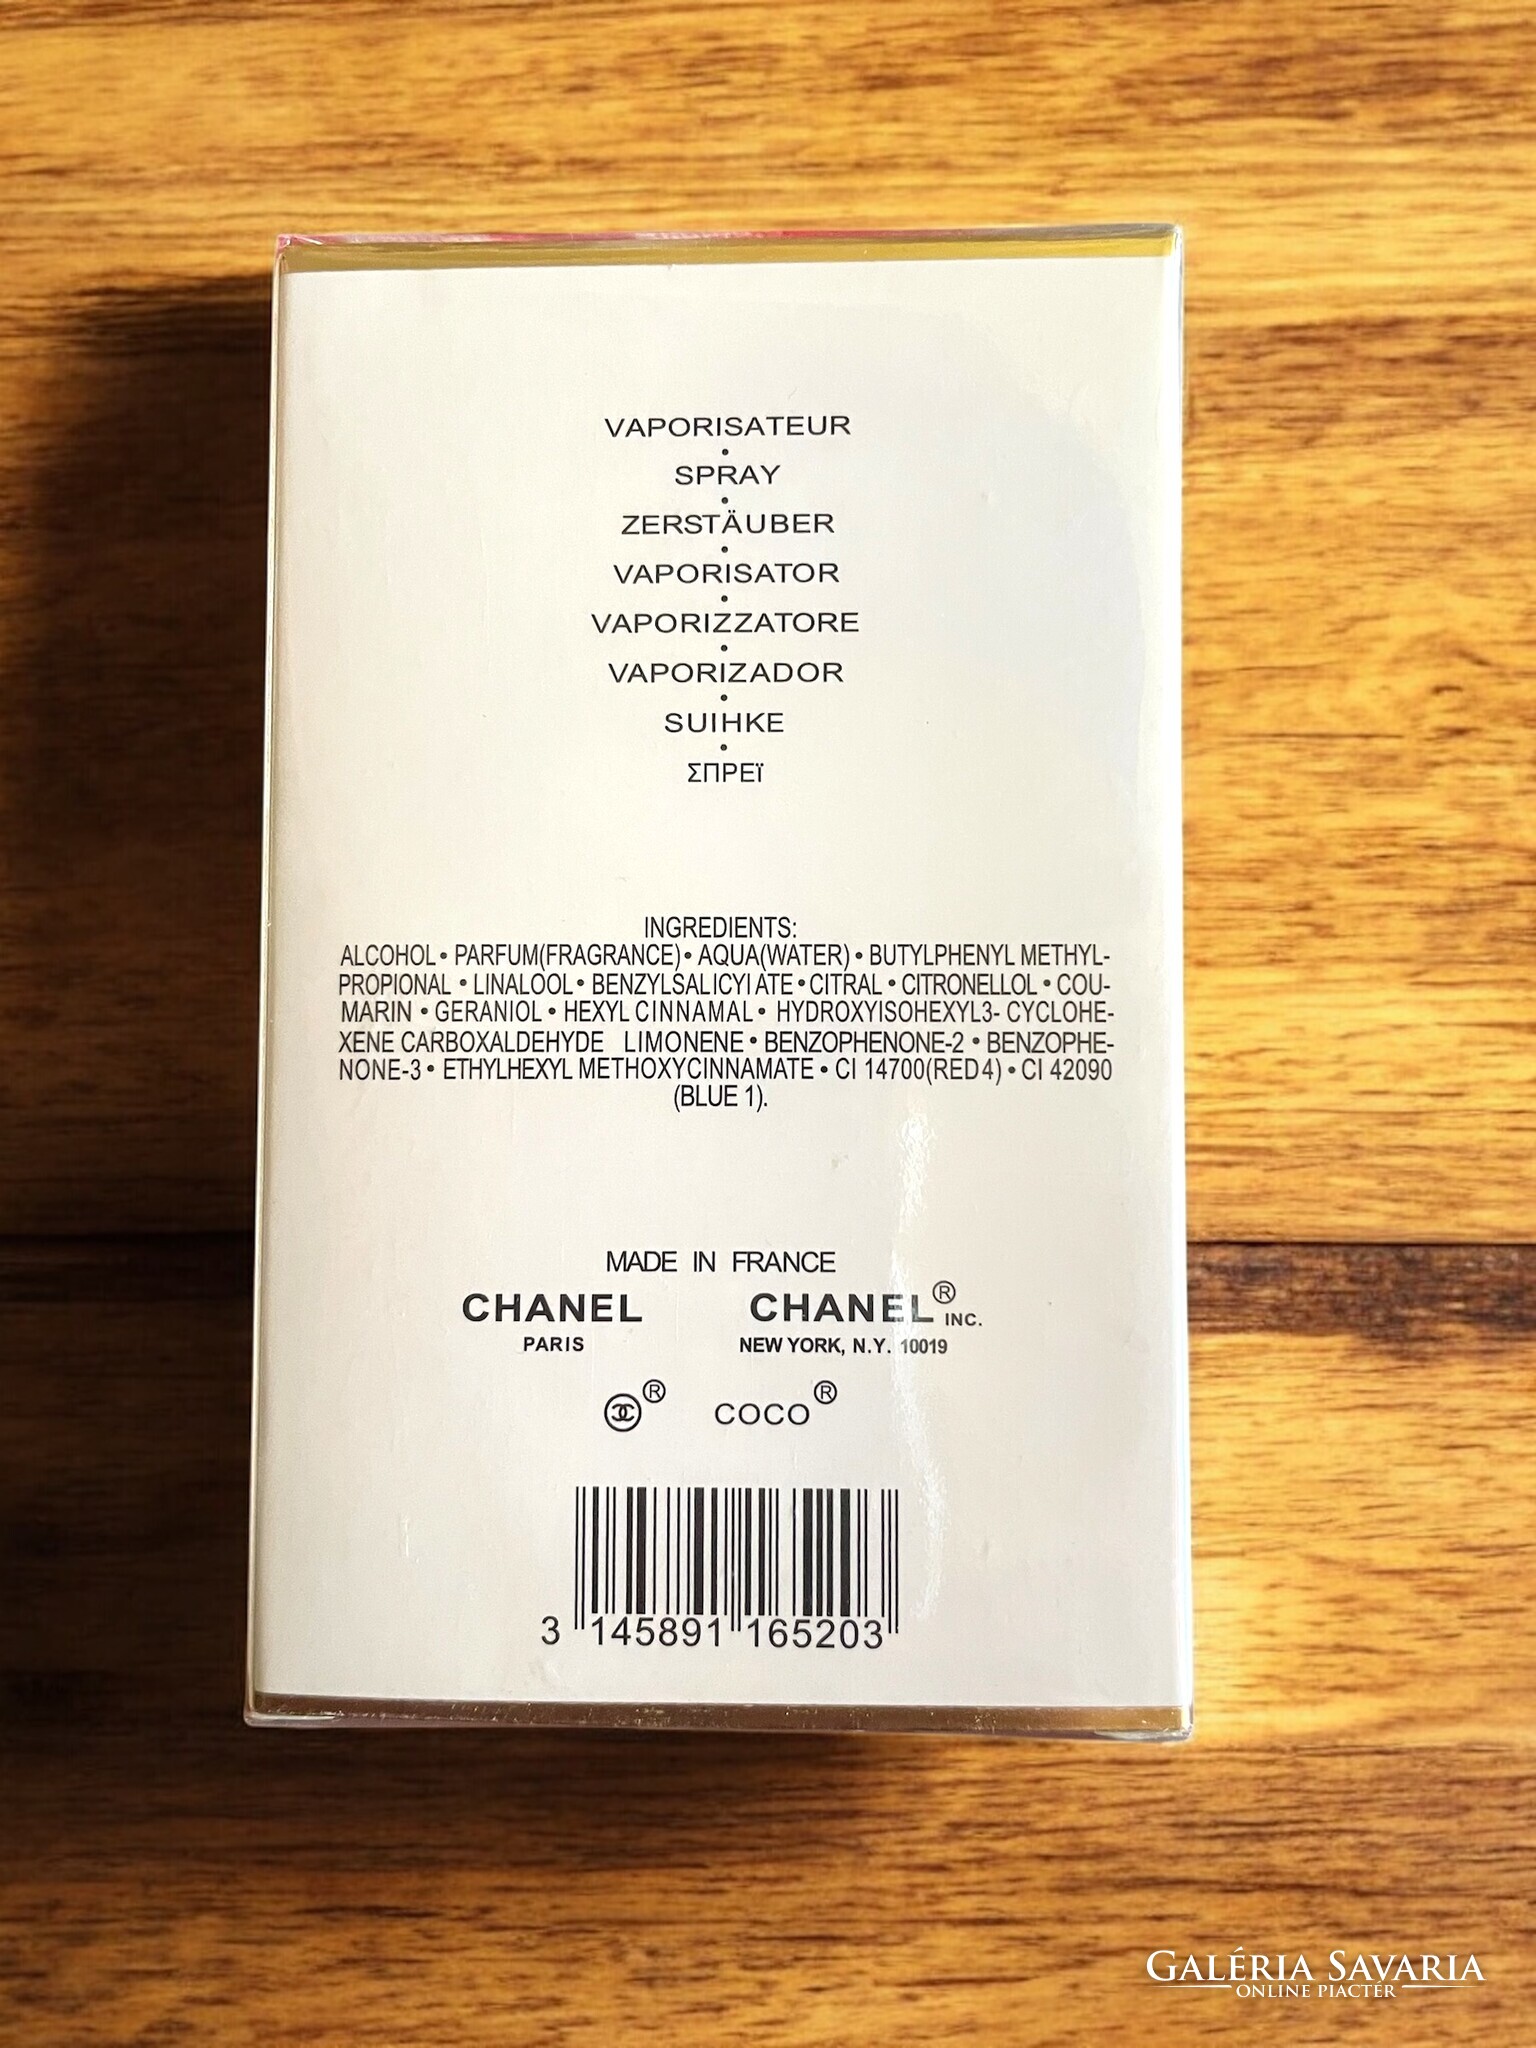 VAPORISATEUR
•
SPRAY
•
ZERSTÄUBER
•
VAPORISATOR
•
VAPORIZZATORE
•
VAPORIZADOR
•
SUIHKE
•
ΣΠΡΕΪ
INGREDIENTS:
ALCOHOL • PARFUM(FRAGRANCE) • AQUA(WATER) • BUTYLPHENYL METHYL-
PROPIONAL • LINALOOL • BENZYLSALICYIATE • CITRAL • CITRONELLOL • COU-
MARIN • GERANIOL • HEXYL CINNAMAL • HYDROXYISOHEXYL3- CYCLOHE-
XENE CARBOXALDEHYDE LIMONENE • BENZOPHENONE-2 • BENZOPHE-
NONE-3 • ETHYLHEXYL METHOXYCINNAMATE • CI 14700(RED4) • CI 42090
(BLUE 1).
MADE IN FRANCE
CHANEL CHANEL® INC.
PARIS NEW YORK, N.Y. 10019
® COCO®
3 145891 165203
GALÉRIA SAVARIA
ONLINE PIACTÉR